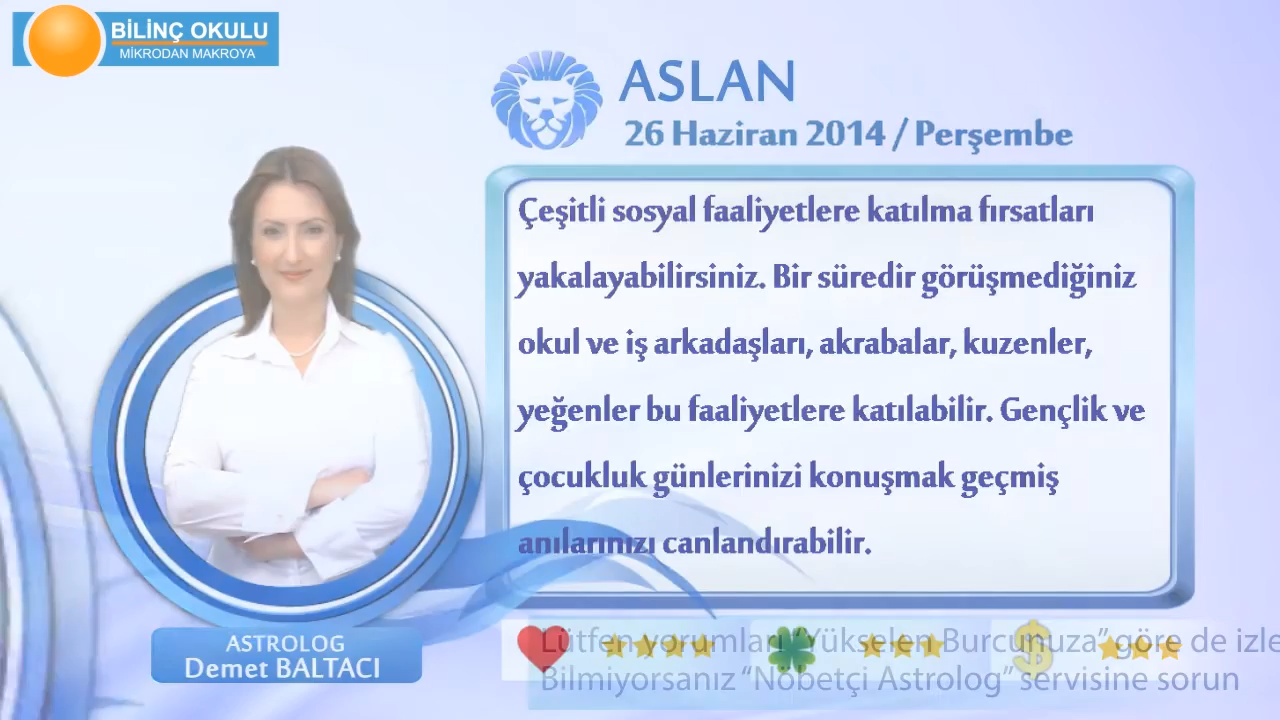 BİLİNÇ OKULU
MİKRODAN MAKROYA
ASLAN
26 Haziran 2014 / Perşembe
Çeşitli sosyal faaliyetlere katılma fırsatları
yakalayabilirsiniz. Bir süredir görüşmediğiniz
okul ve iş arkadaşları, akrabalar, kuzenler,
yeğenler bu faaliyetlere katılabilir. Gençlik ve
çocukluk günlerinizi konuşmak geçmiş
anılarınızı canlandırabilir.
ASTROLOG
Demet BALTACI
Lütfen yorumları "Yükselen Burcunuza" göre de izle
Bilmiyorsanız "Nöbetçi Astrolog" servisine sorun